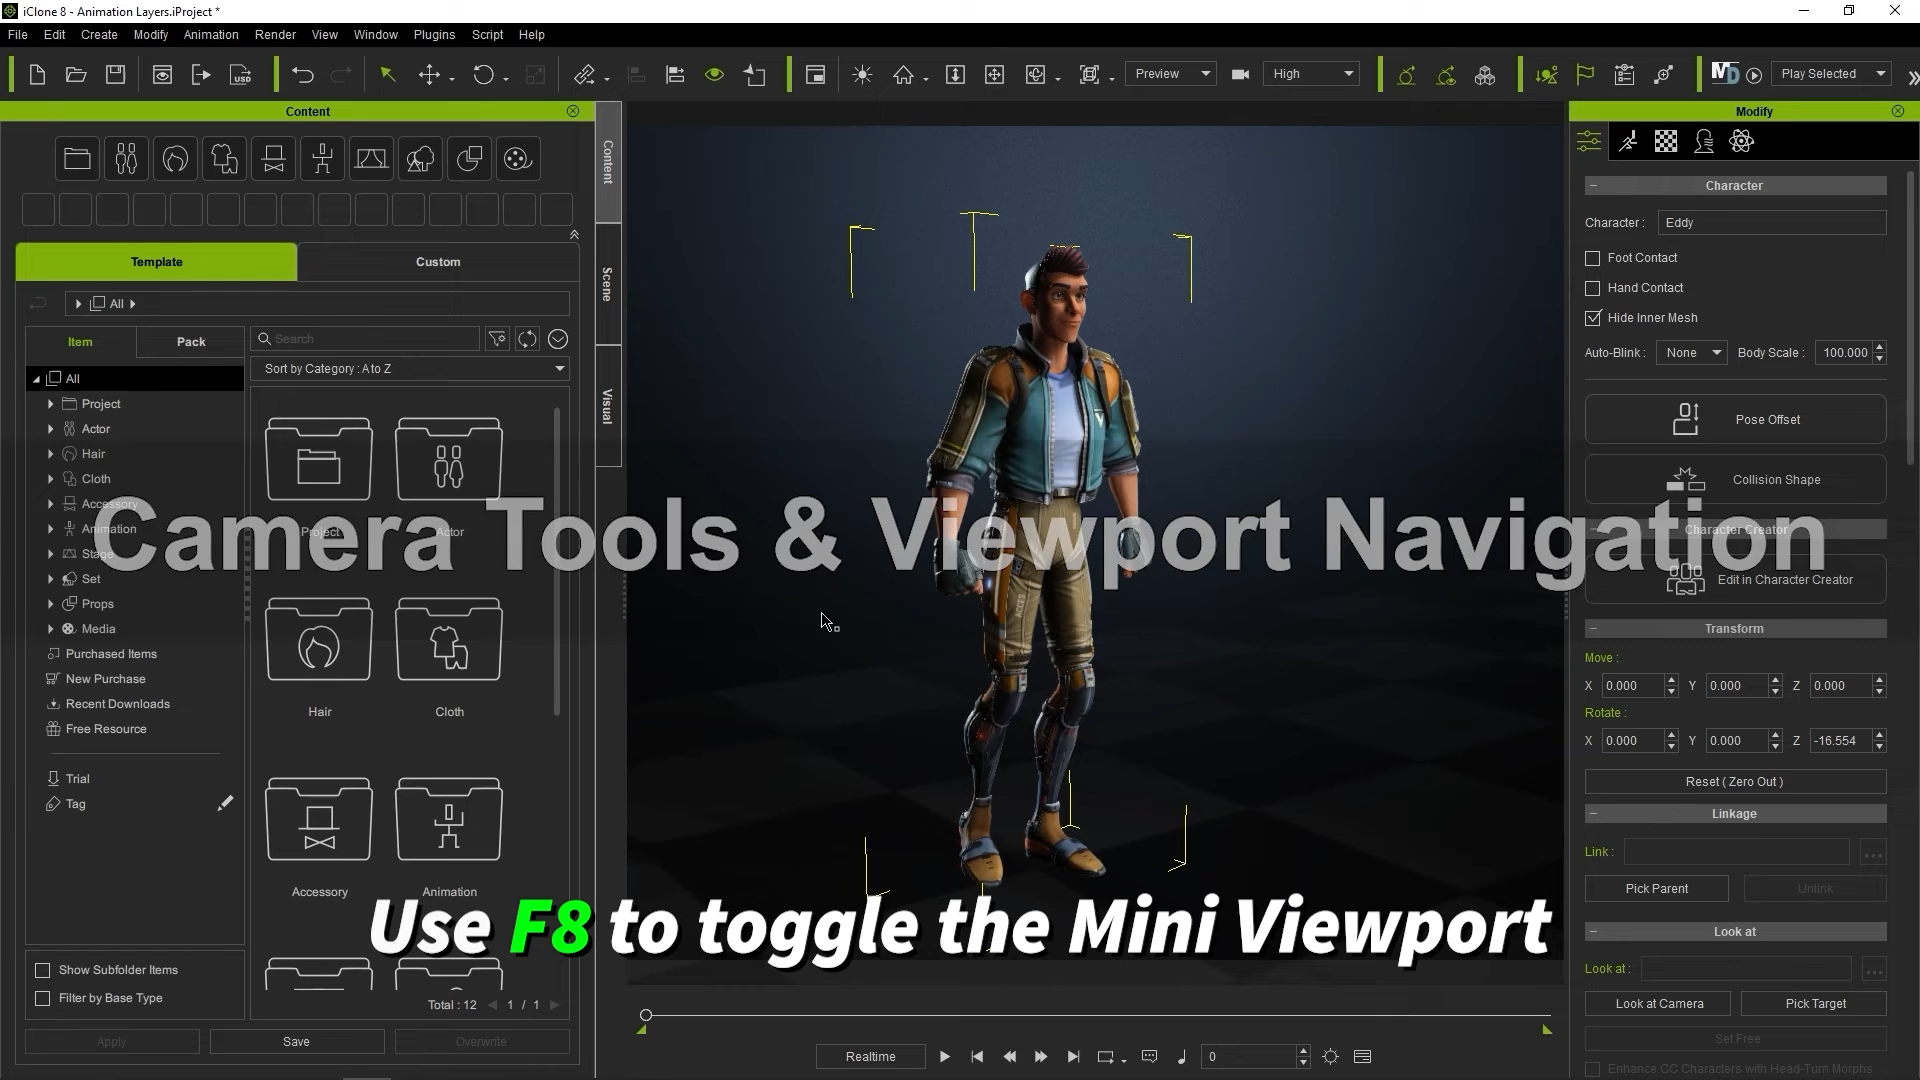 iClone 8 - Animation Layers.iProject *
File Edit Create Modify Animation Render View Window Plugins Script Help
USD
Preview
High
MD
Play Selected
Content
Modify
Content
Scene
Visual
Template
Custom
All
Item
Pack
Search
Sort by Category : A to Z
All
Project
Actor
Hair
Cloth
Accessory
Animation
Stage
Set
Props
Media
Purchased Items
New Purchase
Recent Downloads
Free Resource
Trial
Tag
Project
Actor
Hair
Cloth
Accessory
Animation
Show Subfolder Items
Filter by Base Type
Total : 12
1 / 1
Apply
Save
Overwrite
Camera Tools & Viewport Navigation
Use F8 to toggle the Mini Viewport
Realtime
0
Character
Character : Eddy
Foot Contact
Hand Contact
Hide Inner Mesh
Auto-Blink : None Body Scale : 100.000
Pose Offset
Collision Shape
Character Creator
Edit in Character Creator
Transform
Move :
X 0.000 Y 0.000 Z 0.000
Rotate :
X 0.000 Y 0.000 Z -16.554
Reset ( Zero Out )
Linkage
Link :
...
Pick Parent
Unlink
Look at
Look at :
...
Look at Camera
Pick Target
Set Free
Enhance CC Characters with Head-Turn Morphs